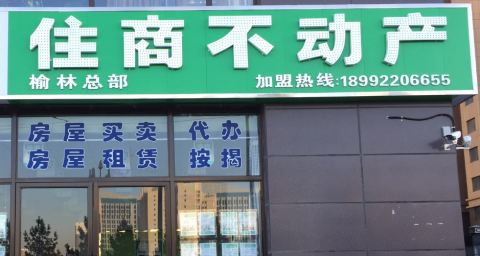 住商不动产
榆林总部 加盟热线:18992206655
房屋买卖 代办
房屋租赁 按揭